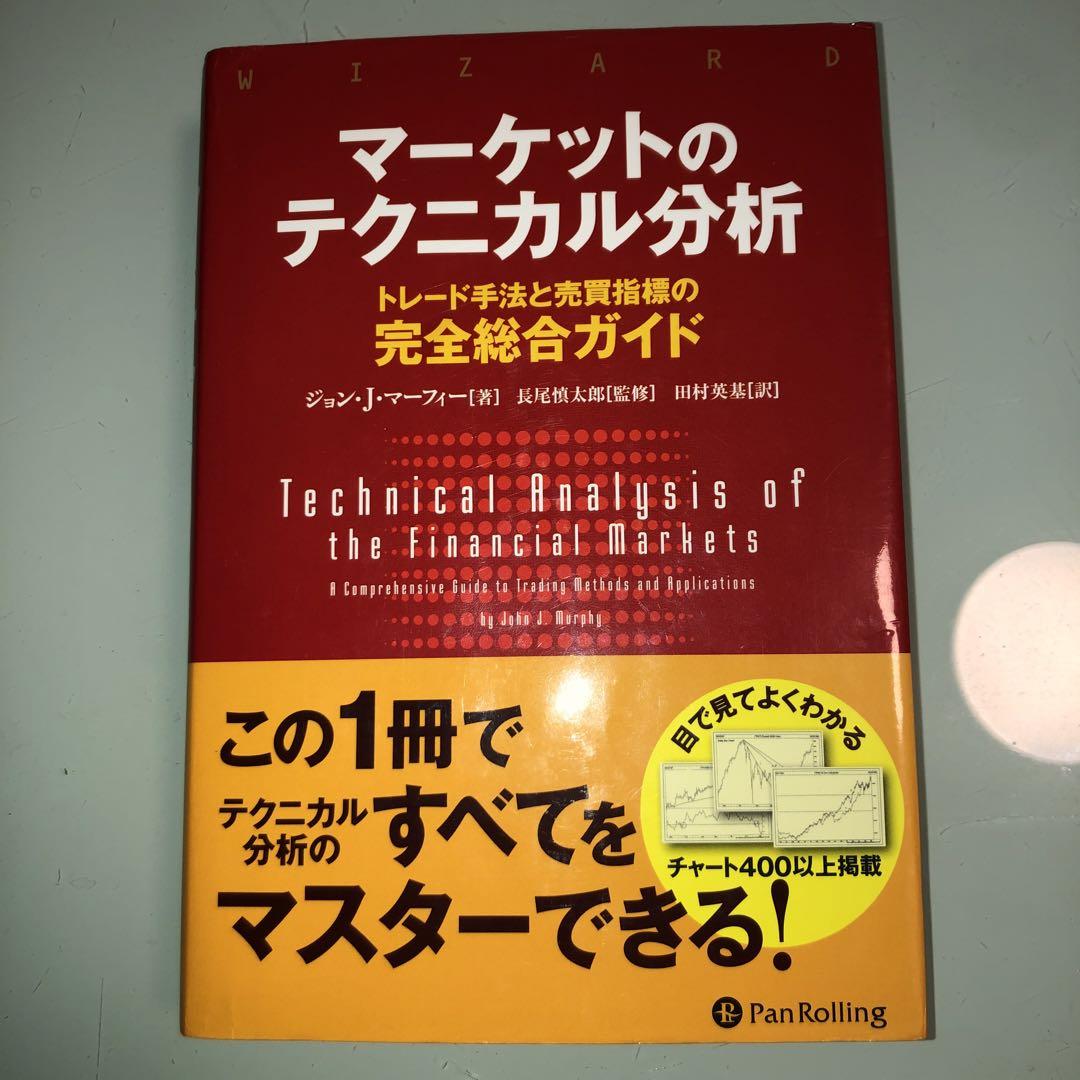 WIZARD
マーケットの
テクニカル分析
トレード手法と売買指標の
完全総合ガイド
ジョン・J・マーフィー[著] 長尾慎太郎[監修] 田村英基[訳]
Technical Analysis of
the Financial Markets
A Comprehensive Guide to Trading Methods and Applications
by John J. Murphy
この1冊で
テクニカル
分析の
すべてを
マスターできる!
目で見てよくわかる
チャート400以上掲載
PanRolling